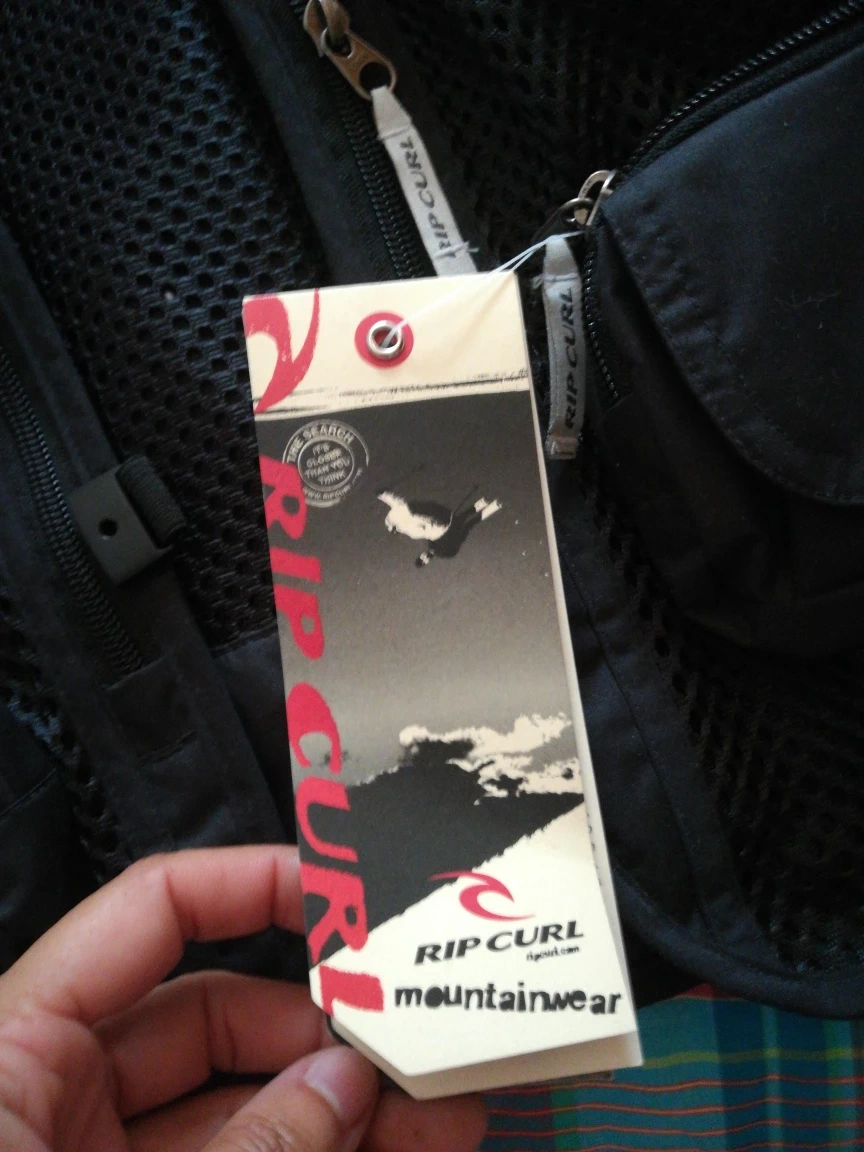 RIP CURL
RIP CURL
THE SEARCH
IT'S
CLOSER
THAN YOU
THINK
RIP CURL
RIP CURL
ripcurl.com
mountainwear